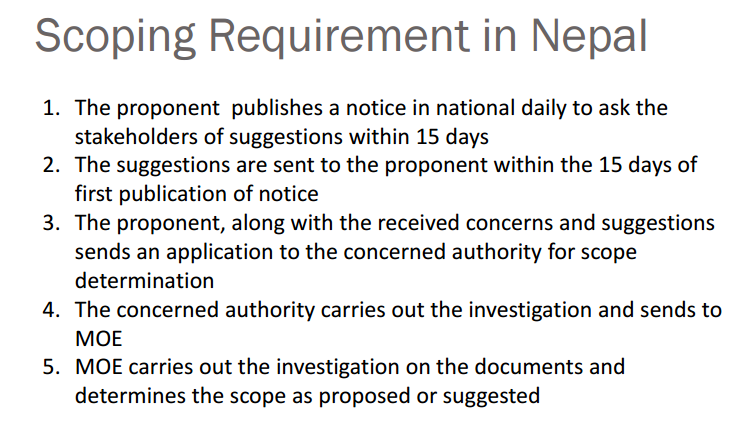 Scoping Requirement in Nepal
1. The proponent  publishes a notice in national daily to ask the
stakeholders of suggestions within 15 days
2. The suggestions are sent to the proponent within the 15 days of
first publication of notice
3. The proponent, along with the received concerns and suggestions
sends an application to the concerned authority for scope
determination
4. The concerned authority carries out the investigation and sends to
MOE
5. MOE carries out the investigation on the documents and
determines the scope as proposed or suggested